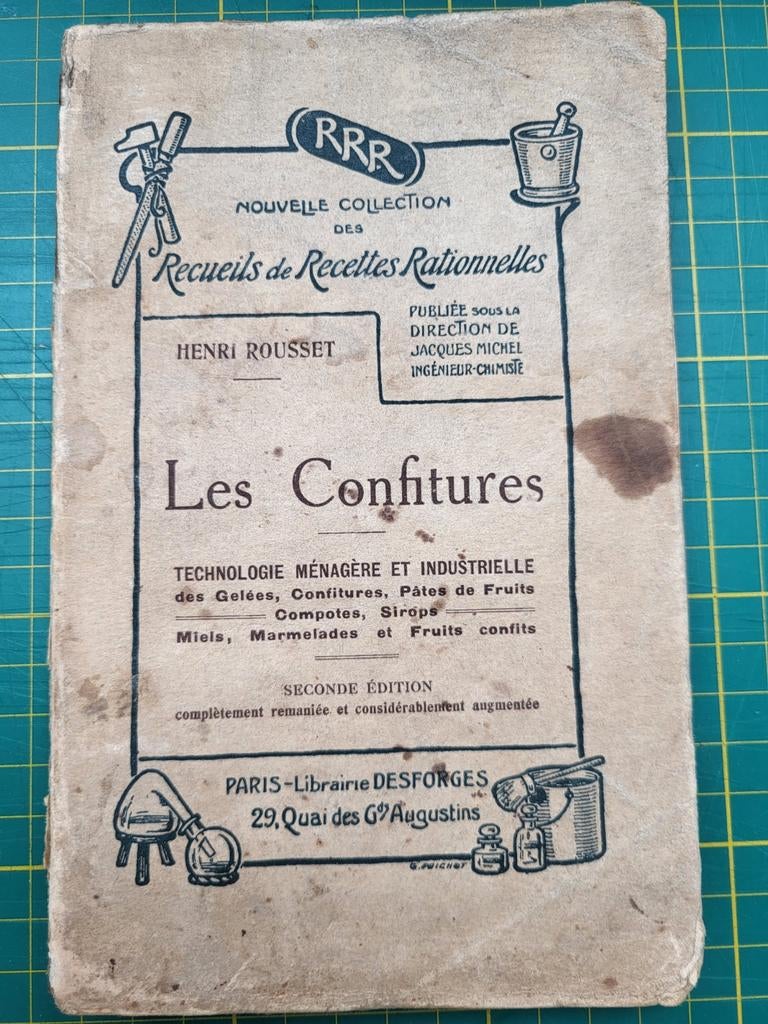 RRR
NOUVELLE COLLECTION
DES
Recueils de Recettes Rationnelles
PUBLIÉE SOUS LA
DIRECTION DE
JACQUES MICHEL
INGÉNIEUR-CHIMISTE
HENRI ROUSSET
Les Confitures
TECHNOLOGIE MÉNAGÈRE ET INDUSTRIELLE
des Gelées, Confitures, Pâtes de Fruits
Compotes, Sirops
Miels, Marmelades et Fruits confits
SECONDE ÉDITION
complètement remaniée et considérablement augmentée
PARIS-Librairie DESFORGES
29, Quai des Gds Augustins